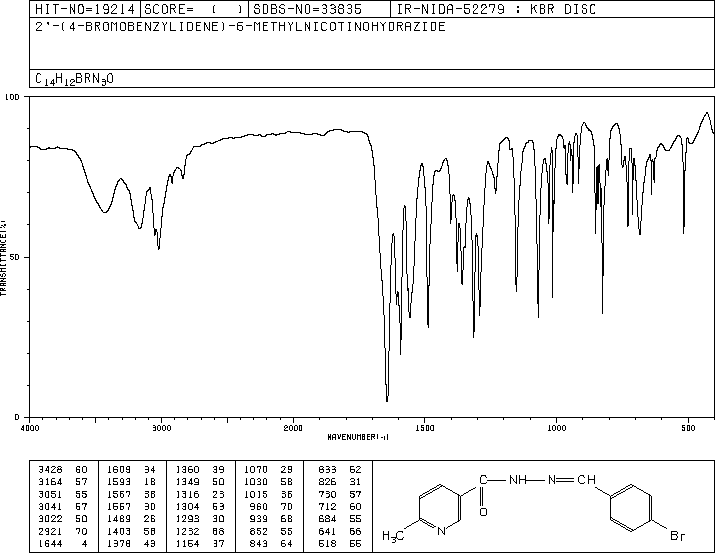 HIT-NO=19214 SCORE= ( ) SDBS-NO=33835 IR-NIDA-52279 : KBR DISC
2'-(4-BROMOBENZYLIDENE)-6-METHYLNICOTINOHYDRAZIDE
C14H12BRN3O
100
TRANSMITTANCE(%)
50
0
4000 3000 2000 1500 1000 500
WAVENUMBER(-1)
3428 60 1609 34 1360 39 1070 29 833 62
3164 57 1593 18 1349 50 1030 58 826 31
3051 55 1567 36 1316 23 1015 36 730 57
3041 57 1557 30 1304 53 960 70 712 60
3022 50 1489 26 1293 30 939 68 684 55
2921 70 1403 58 1232 68 852 55 641 66
1644 4 1378 43 1154 37 843 64 518 55
C NH N CH
O
H3C N Br